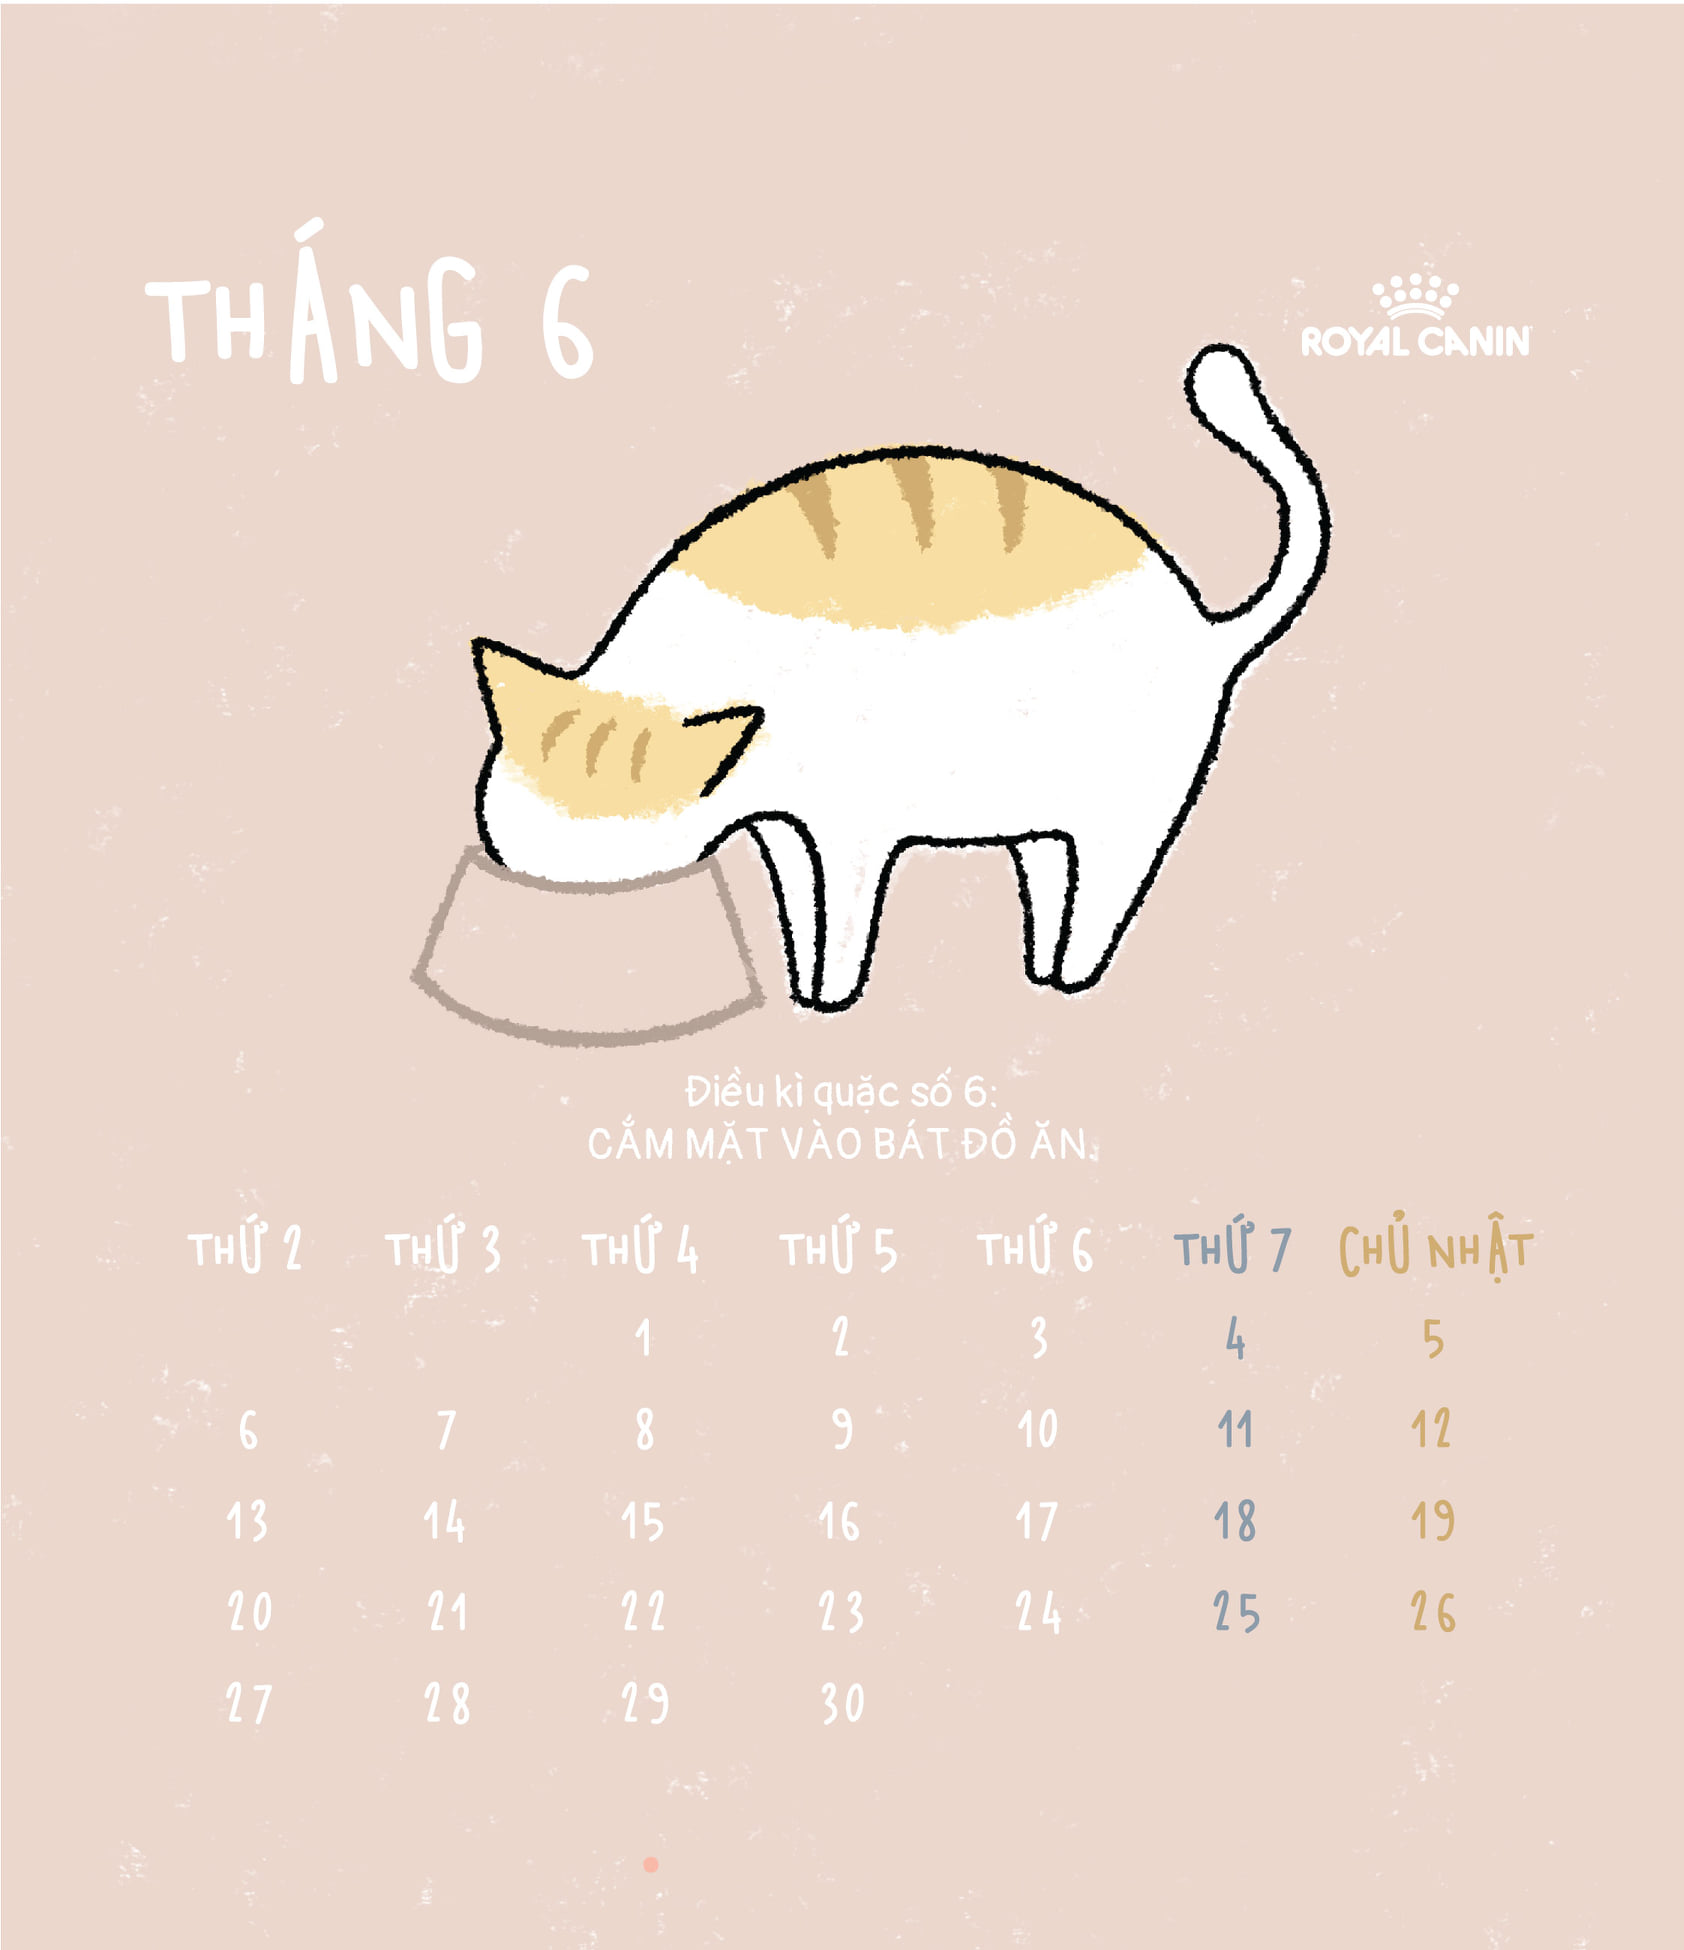 THÁNG 6
ROYAL CANIN
Điều kì quặc số 6:
CẮM MẶT VÀO BÁT ĐỒ ĂN.
THỨ 2 THỨ 3 THỨ 4 THỨ 5 THỨ 6 THỨ 7 CHỦ NHẬT
1 2 3 4 5
6 7 8 9 10 11 12
13 14 15 16 17 18 19
20 21 22 23 24 25 26
27 28 29 30